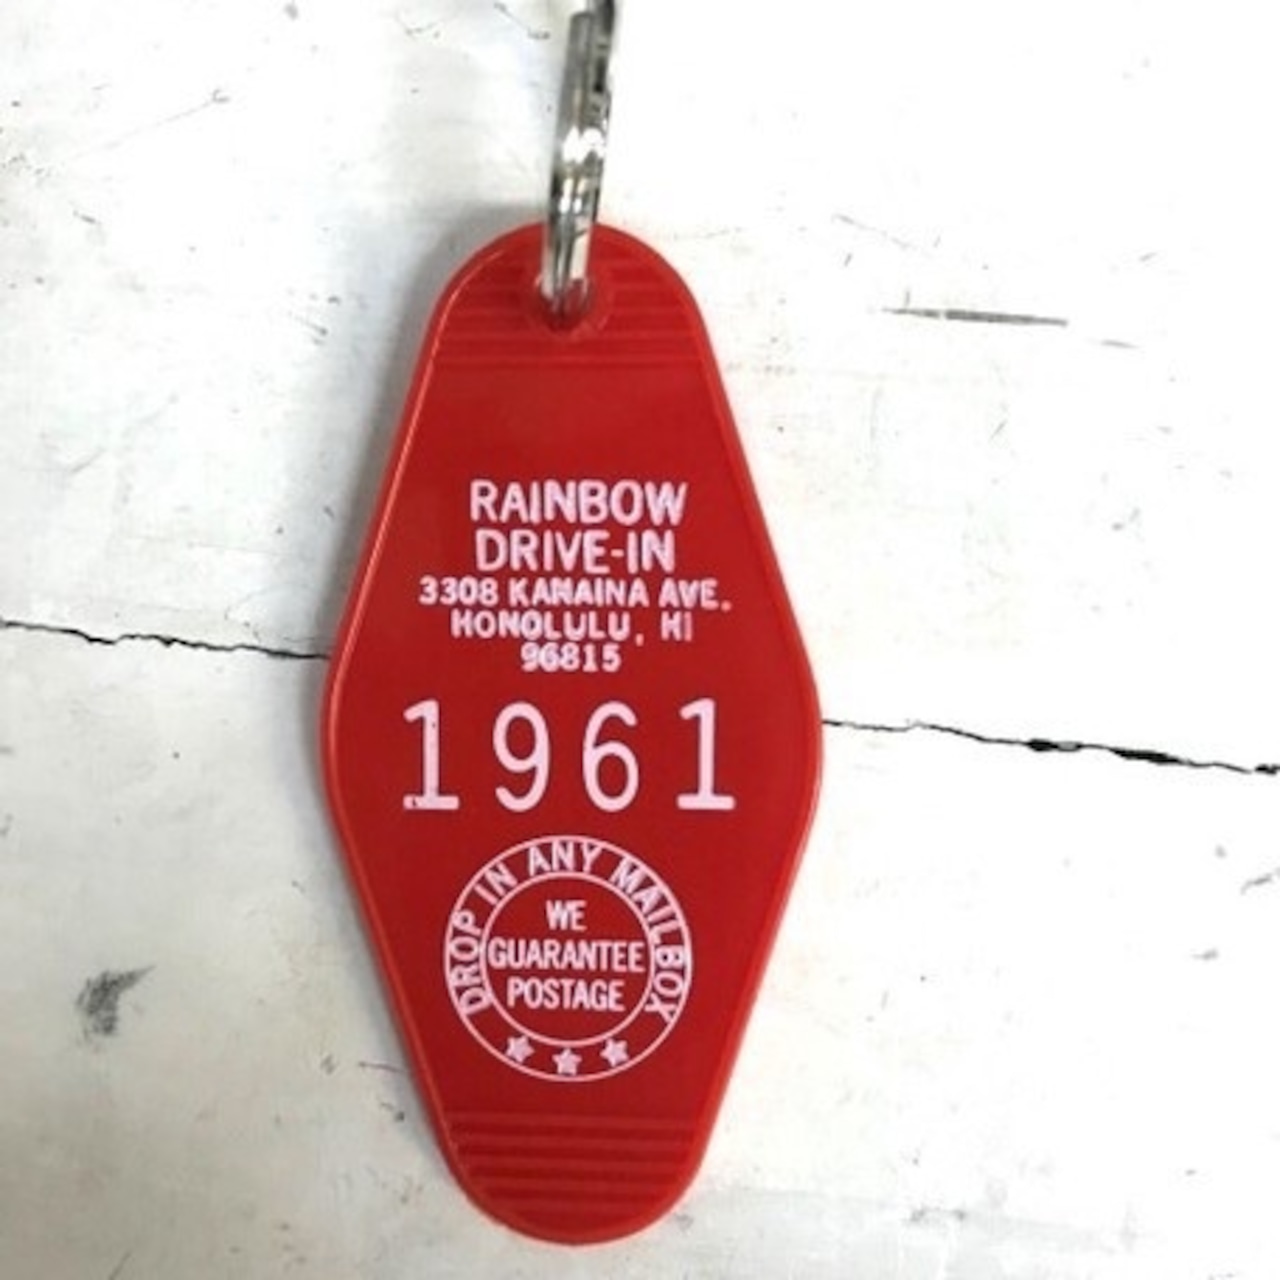 RAINBOW
DRIVE-IN
3308 KANAINA AVE.
HONOLULU, HI
96815
1961
DROP IN ANY MAILBOX
WE
GUARANTEE
POSTAGE